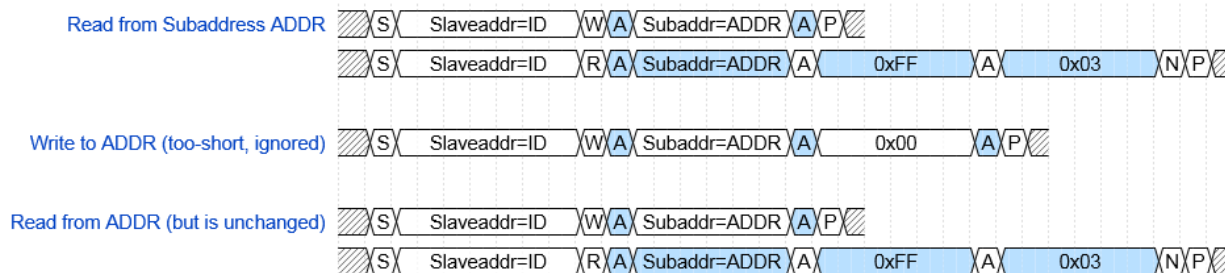 Read from Subaddress ADDR S Slaveaddr=ID W A Subaddr=ADDR A P
S Slaveaddr=ID R A Subaddr=ADDR A 0xFF A 0x03 N P
Write to ADDR (too-short, ignored) S Slaveaddr=ID W A Subaddr=ADDR A 0x00 A P
Read from ADDR (but is unchanged) S Slaveaddr=ID W A Subaddr=ADDR A P
S Slaveaddr=ID R A Subaddr=ADDR A 0xFF A 0x03 N P